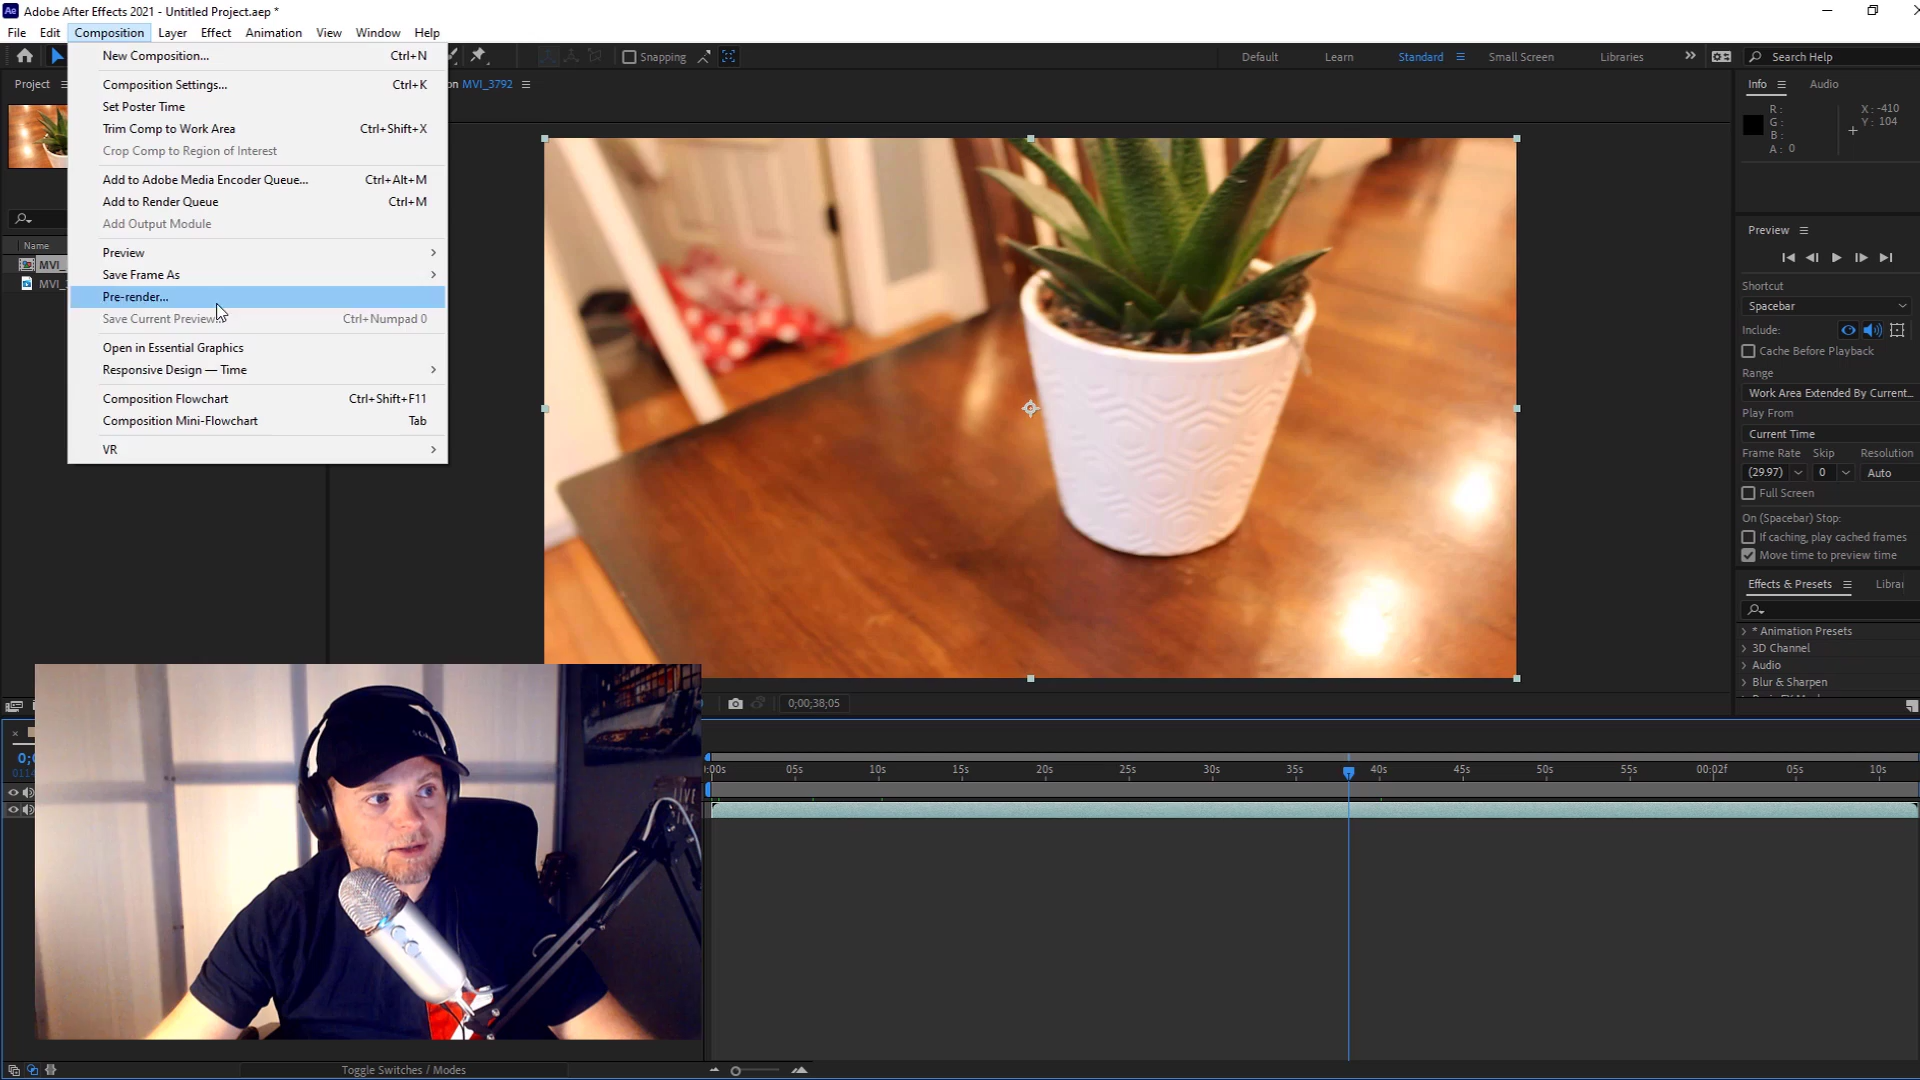 Adobe After Effects 2021 - Untitled Project.aep *
File Edit Composition Layer Effect Animation View Window Help
Snapping
Default Learn Standard Small Screen Libraries
Search Help
Project
New Composition... Ctrl+N
Composition Settings... Ctrl+K
Set Poster Time
Trim Comp to Work Area Ctrl+Shift+X
Crop Comp to Region of Interest
Add to Adobe Media Encoder Queue... Ctrl+Alt+M
Add to Render Queue Ctrl+M
Add Output Module
Preview
Save Frame As
Pre-render...
Save Current Preview... Ctrl+Numpad 0
Open in Essential Graphics
Responsive Design — Time
Composition Flowchart Ctrl+Shift+F11
Composition Mini-Flowchart Tab
VR
Name
MVI_
MVI_
on MVI_3792
Info Audio
R :
G :
B :
A : 0
X : -410
Y : 104
Preview
Shortcut
Spacebar
Include:
Cache Before Playback
Range
Work Area Extended By Current...
Play From
Current Time
Frame Rate Skip Resolution
(29.97) 0 Auto
Full Screen
On (Spacebar) Stop:
If caching, play cached frames
Move time to preview time
Effects & Presets Librar
* Animation Presets
3D Channel
Audio
Blur & Sharpen
0;00;38;05
:00s 05s 10s 15s 20s 25s 30s 35s 40s 45s 50s 55s 00:02f 05s 10s
Toggle Switches / Modes